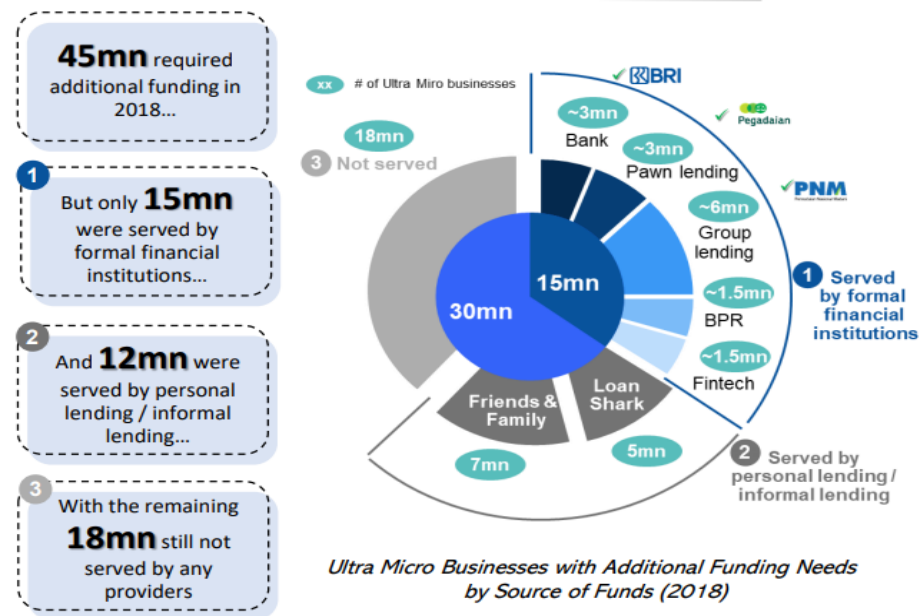 45mn required
additional funding in
2018...
1
But only 15mn
were served by
formal financial
institutions...
2
And 12mn were
served by personal
lending / informal
lending...
3
With the remaining
18mn still not
served by any
providers
xx # of Ultra Miro businesses
18mn
3 Not served
BRI
~3mn
Bank
Pegadaian
~3mn
Pawn lending
PNM
~6mn
Group
lending
~1.5mn
BPR
~1.5mn
Fintech
1 Served
by formal
financial
institutions
15mn
30mn
Friends &
Family
7mn
Loan
Shark
5mn
2 Served by
personal lending /
informal lending
Ultra Micro Businesses with Additional Funding Needs
by Source of Funds (2018)